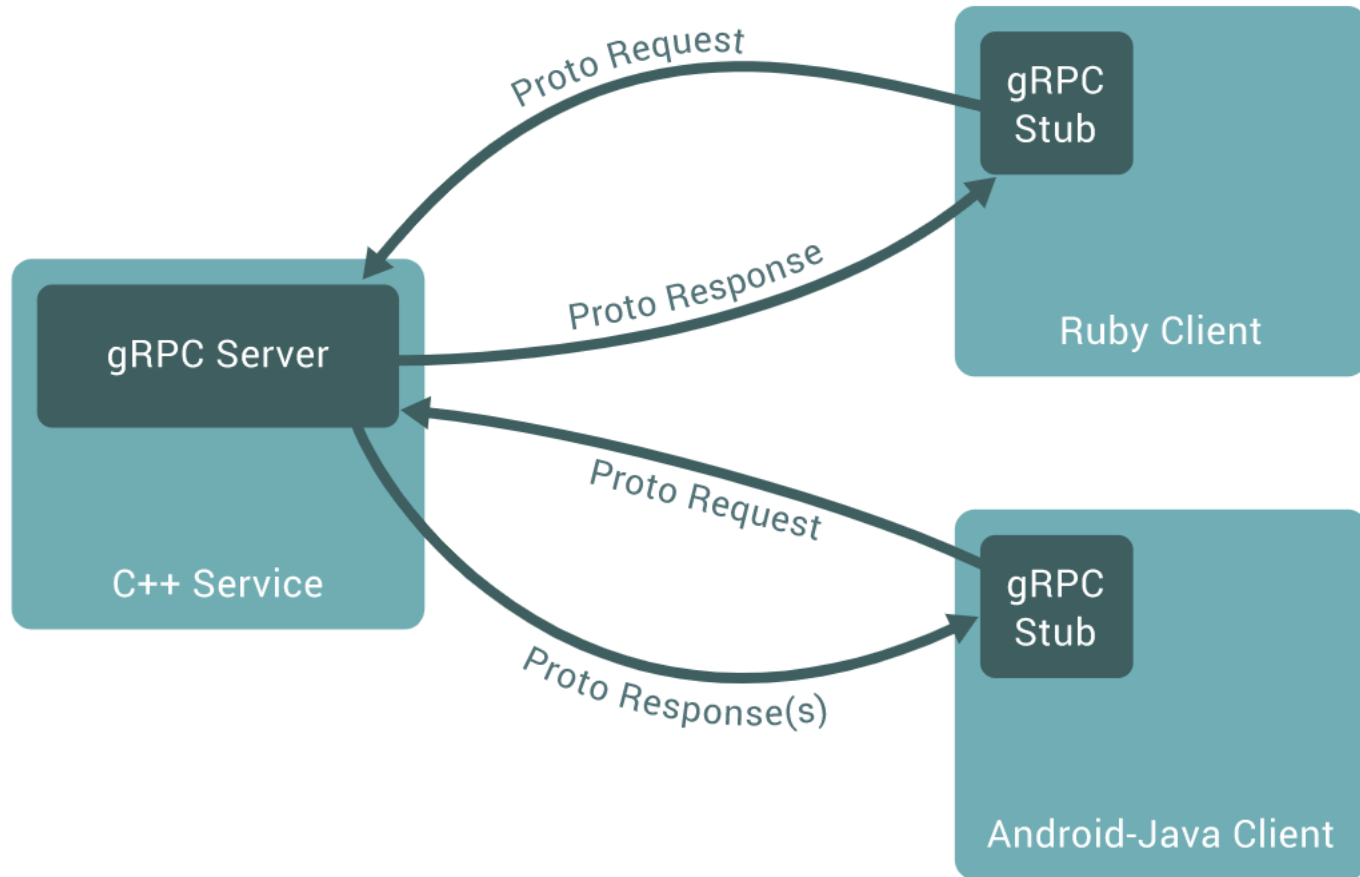 Proto Request
gRPC
Stub
Proto Response
Ruby Client
gRPC Server
C++ Service
Proto Request
gRPC
Stub
Proto Response(s)
Android-Java Client